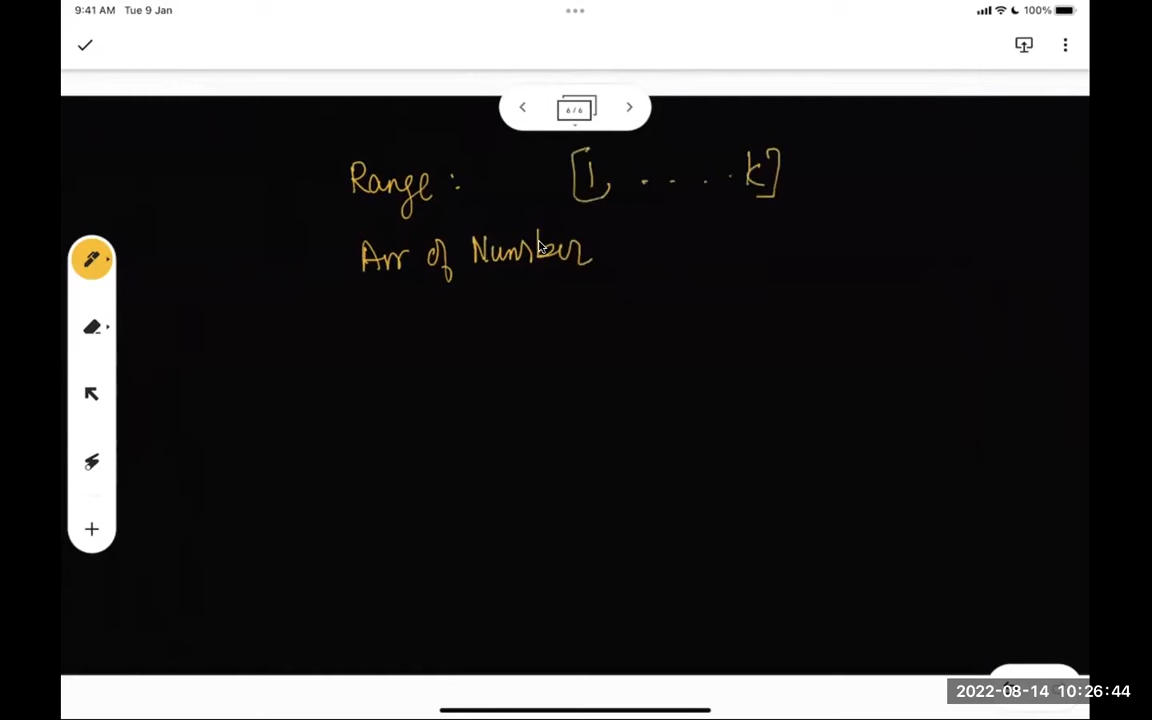 9:41 AM Tue 9 Jan
100%
6 / 6
Range : [1, . . . . . k]
Arr of Number
2022-08-14 10:26:44